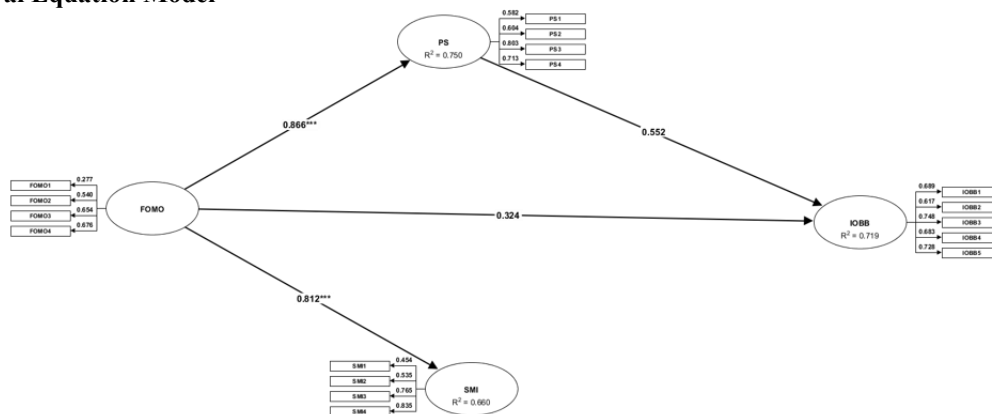 al Equation Model
PS
R² = 0.750
0.582
PS1
0.604
PS2
0.803
PS3
0.713
PS4
0.866***
0.552
0.277
FOMO1
0.540
FOMO2
0.654
FOMO3
0.676
FOMO4
FOMO
0.324
IOBB
R² = 0.719
0.689
IOBB1
0.617
IOBB2
0.748
IOBB3
0.683
IOBB4
0.728
IOBB5
0.812***
0.454
SMI1
0.535
SMI2
0.765
SMI3
0.835
SMI4
SMI
R² = 0.660